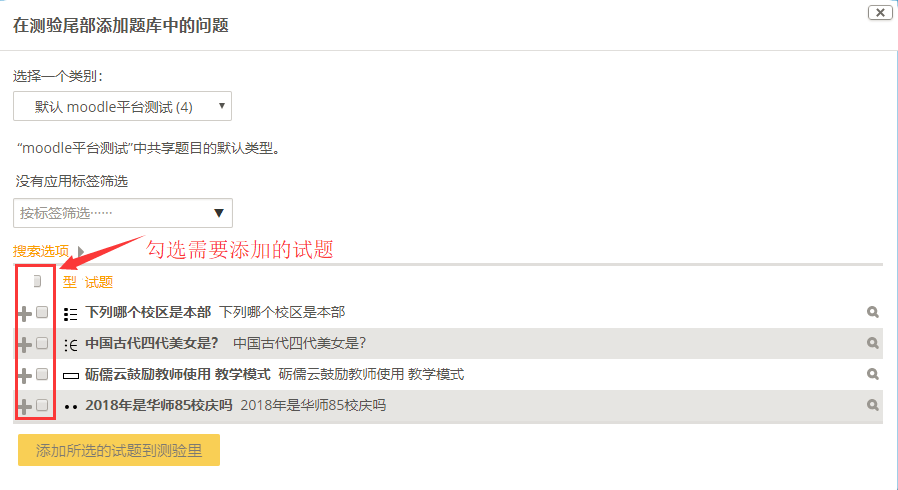 在测验尾部添加题库中的问题
选择一个类别：
默认 moodle平台测试 (4)
“moodle平台测试”中共享题目的默认类型。
没有应用标签筛选
按标签筛选……
搜索选项
勾选需要添加的试题
型 试题
下列哪个校区是本部 下列哪个校区是本部
中国古代四代美女是？ 中国古代四代美女是？
砺儒云鼓励教师使用 教学模式 砺儒云鼓励教师使用 教学模式
2018年是华师85校庆吗 2018年是华师85校庆吗
添加所选的试题到测验里